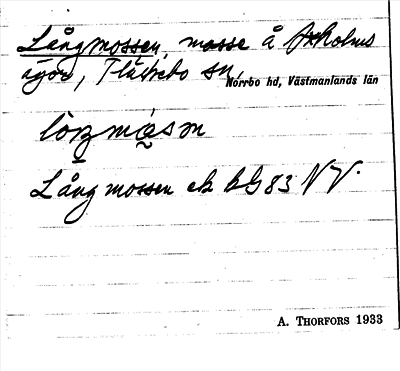 Långmossen, mosse å Axholms
ägor, Fläckebo sn, Norrbo hd, Västmanlands län
Långmossen ek bl 83 NV.
A. THORFORS 1933